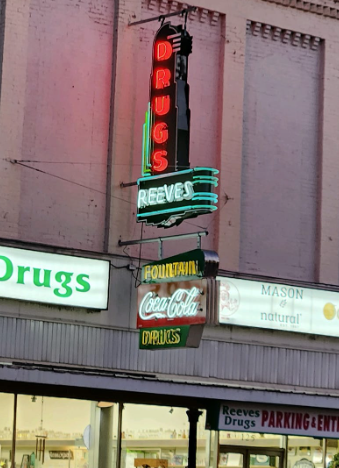 DRUGS
REEVES
FOUNTAIN
Coca-Cola
DRUGS
Drugs
MASON
&
natural
Reeves
Drugs
PARKING & ENT